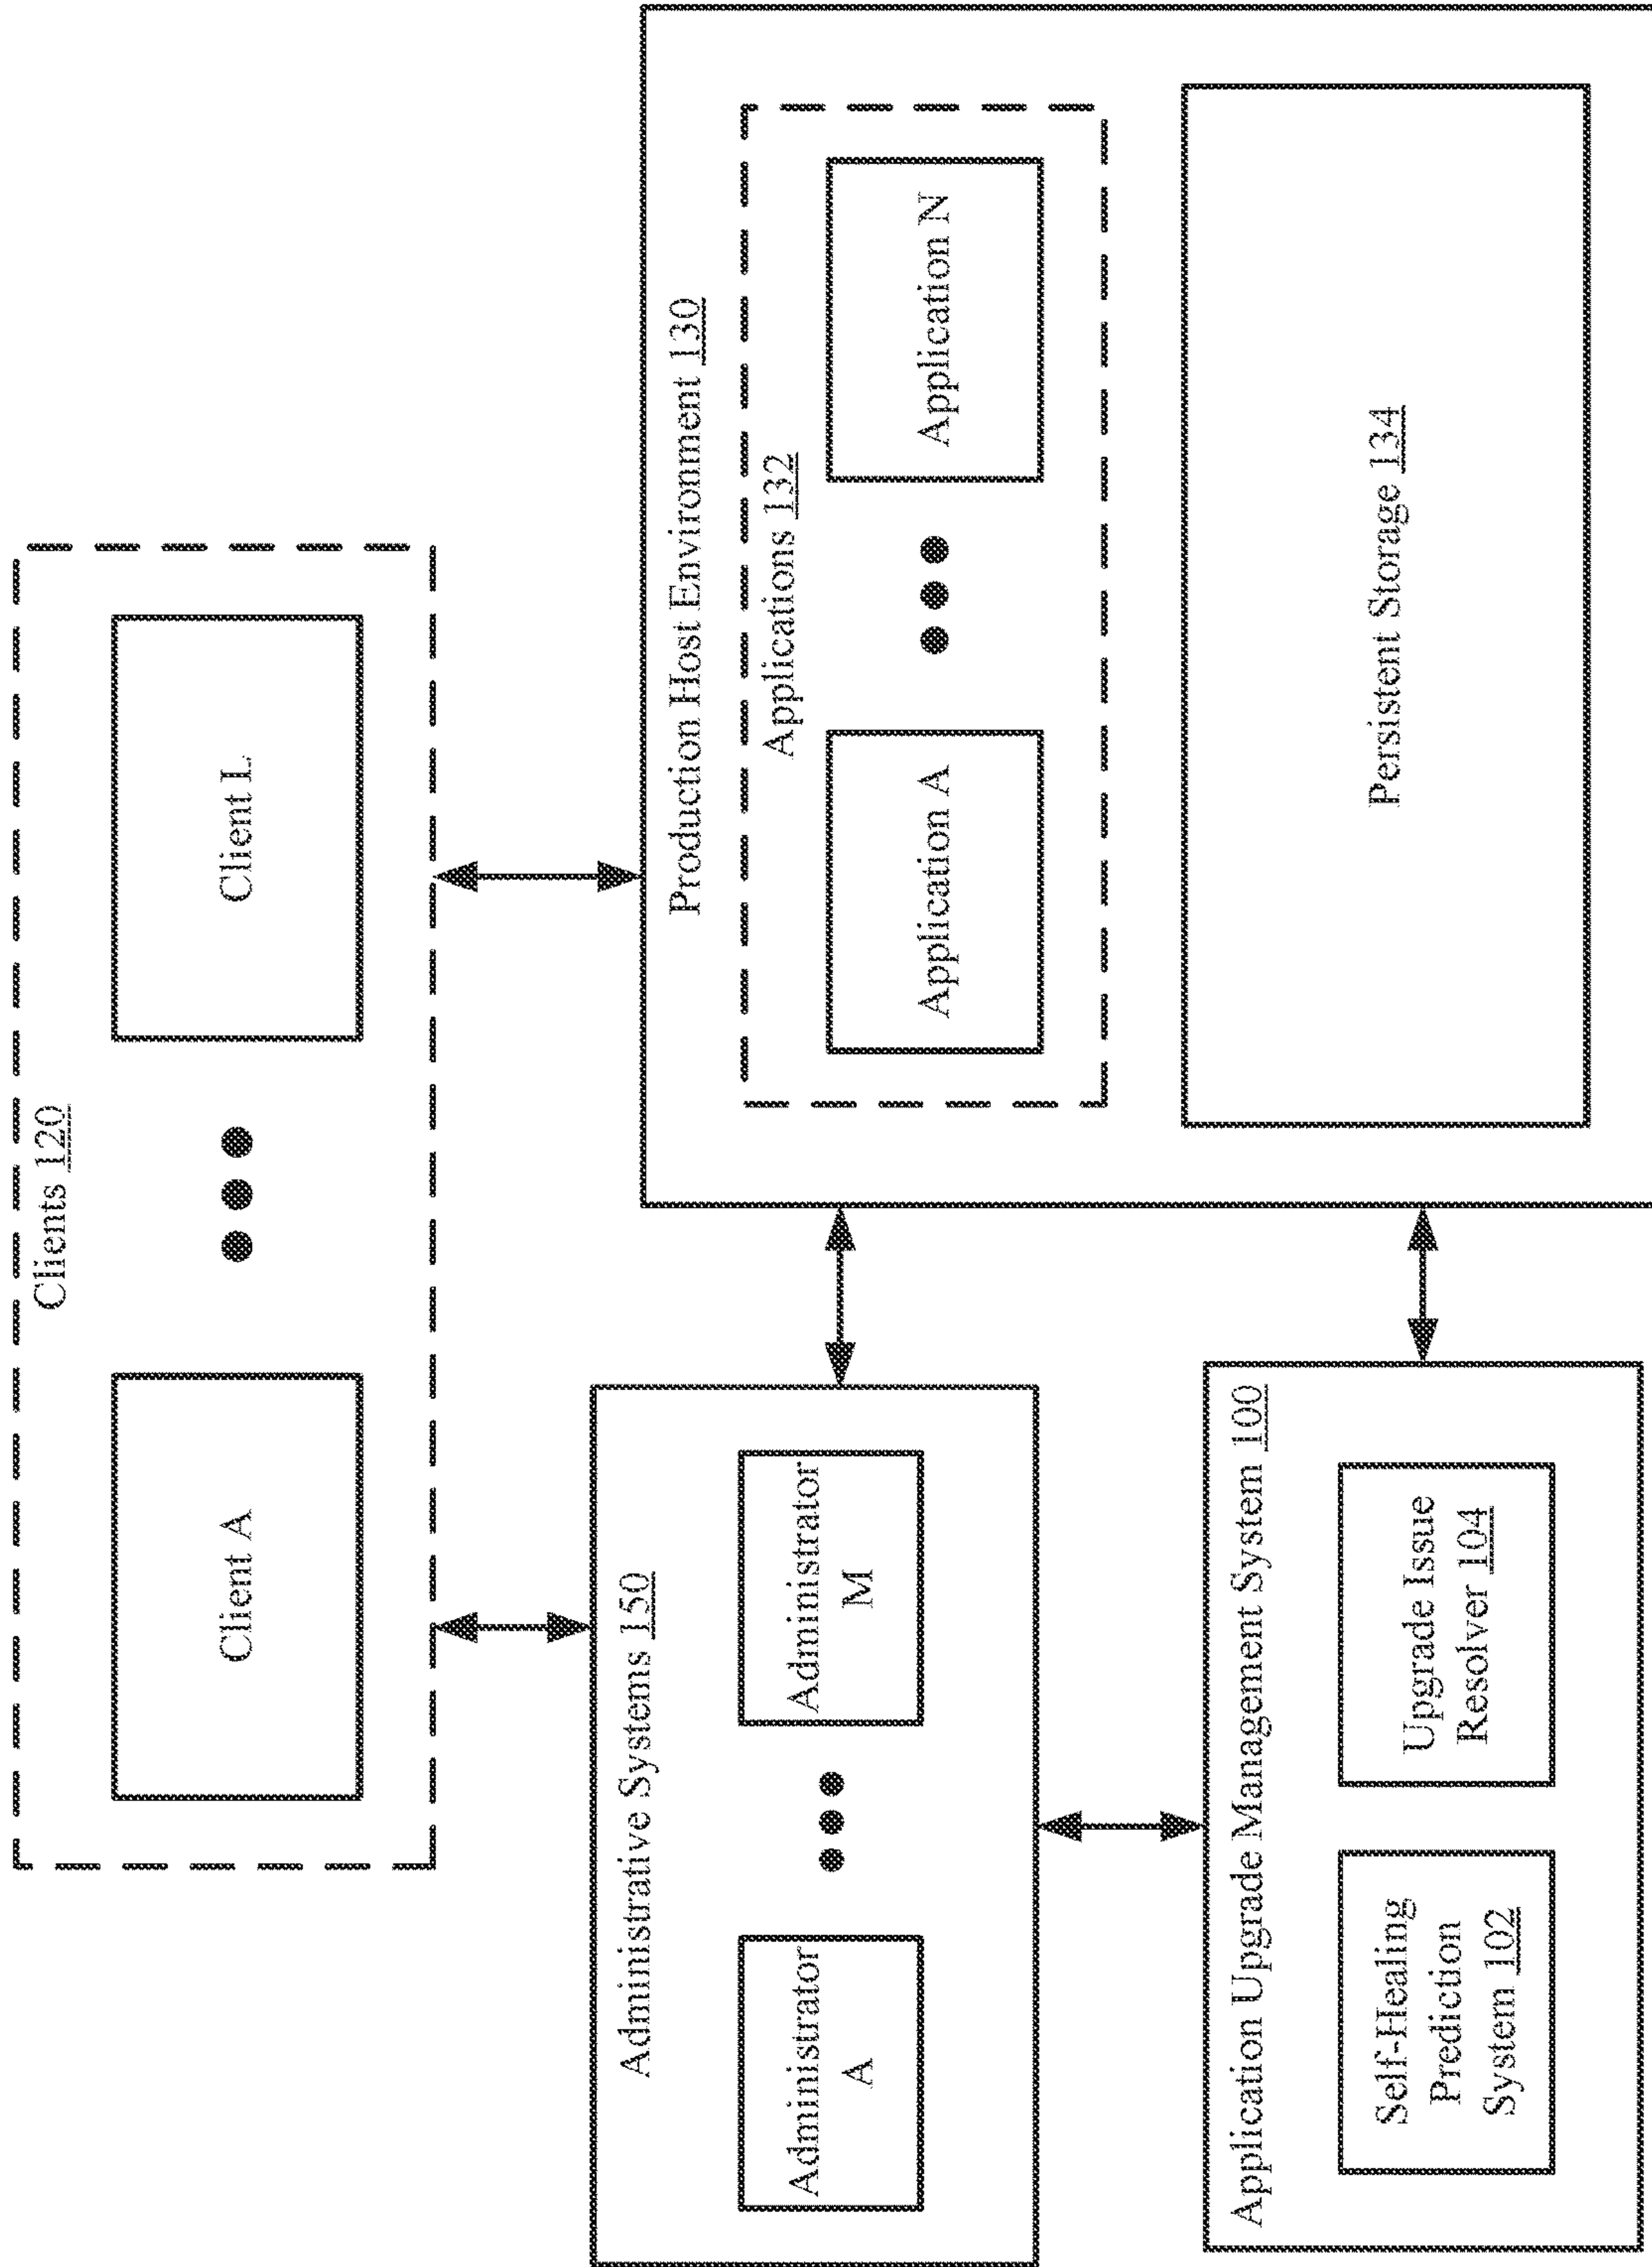 Clients 120
Client A
Client L
Administrative Systems 150
Administrator
A
Administrator
M
Production Host Environment 130
Applications 132
Application A
Application N
Persistent Storage 134
Application Upgrade Management System 100
Self-Healing
Prediction
System 102
Upgrade Issue
Resolver 104